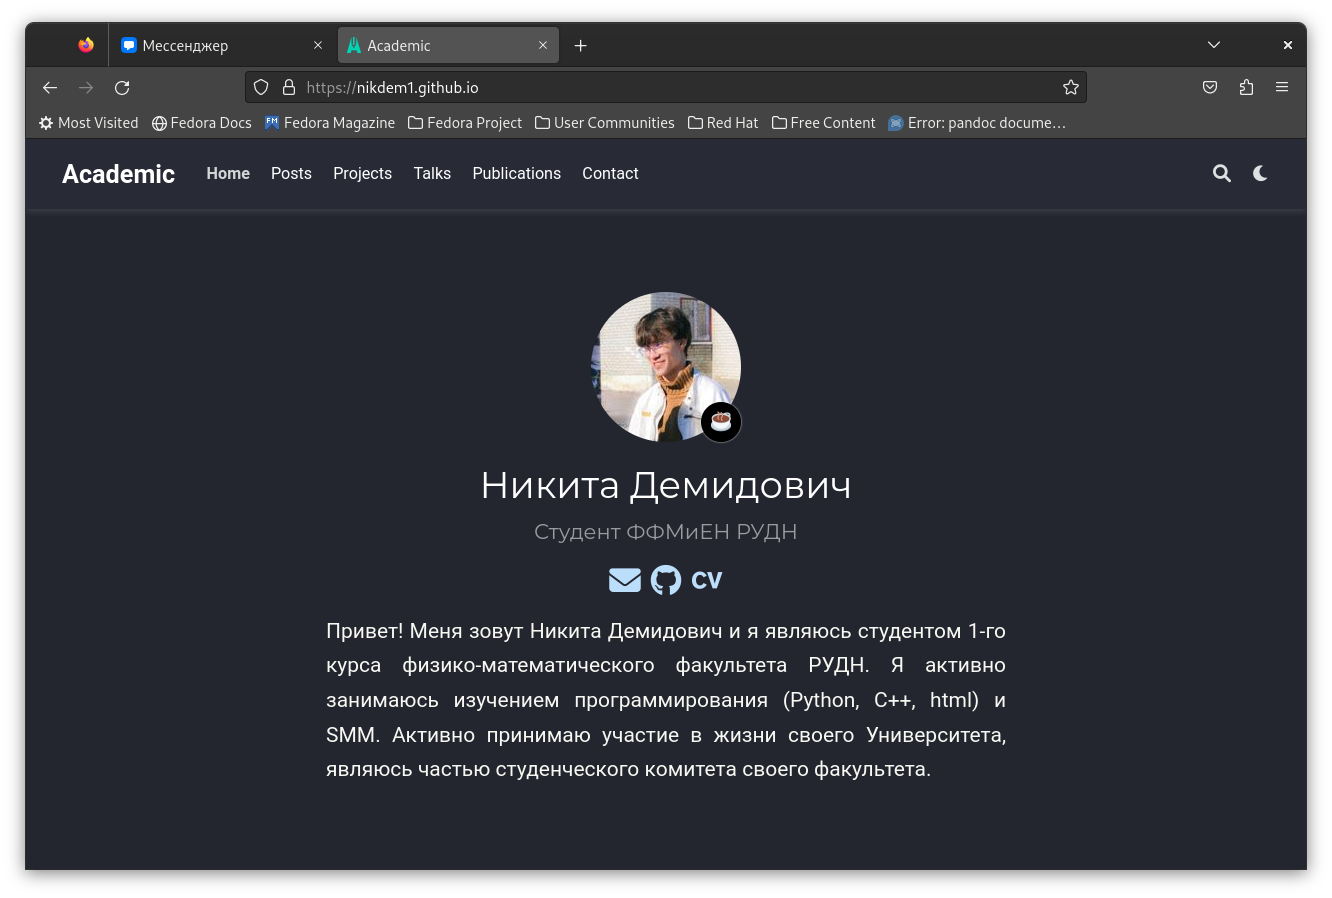 Мессенджер
Academic
https://nikdem1.github.io
Most Visited Fedora Docs Fedora Magazine Fedora Project User Communities Red Hat Free Content Error: pandoc docume…
Academic Home Posts Projects Talks Publications Contact
Никита Демидович
Студент ФФМиЕН РУДН
CV
Привет! Меня зовут Никита Демидович и я являюсь студентом 1-го
курса физико-математического факультета РУДН. Я активно
занимаюсь изучением программирования (Python, C++, html) и
SMM. Активно принимаю участие в жизни своего Университета,
являюсь частью студенческого комитета своего факультета.